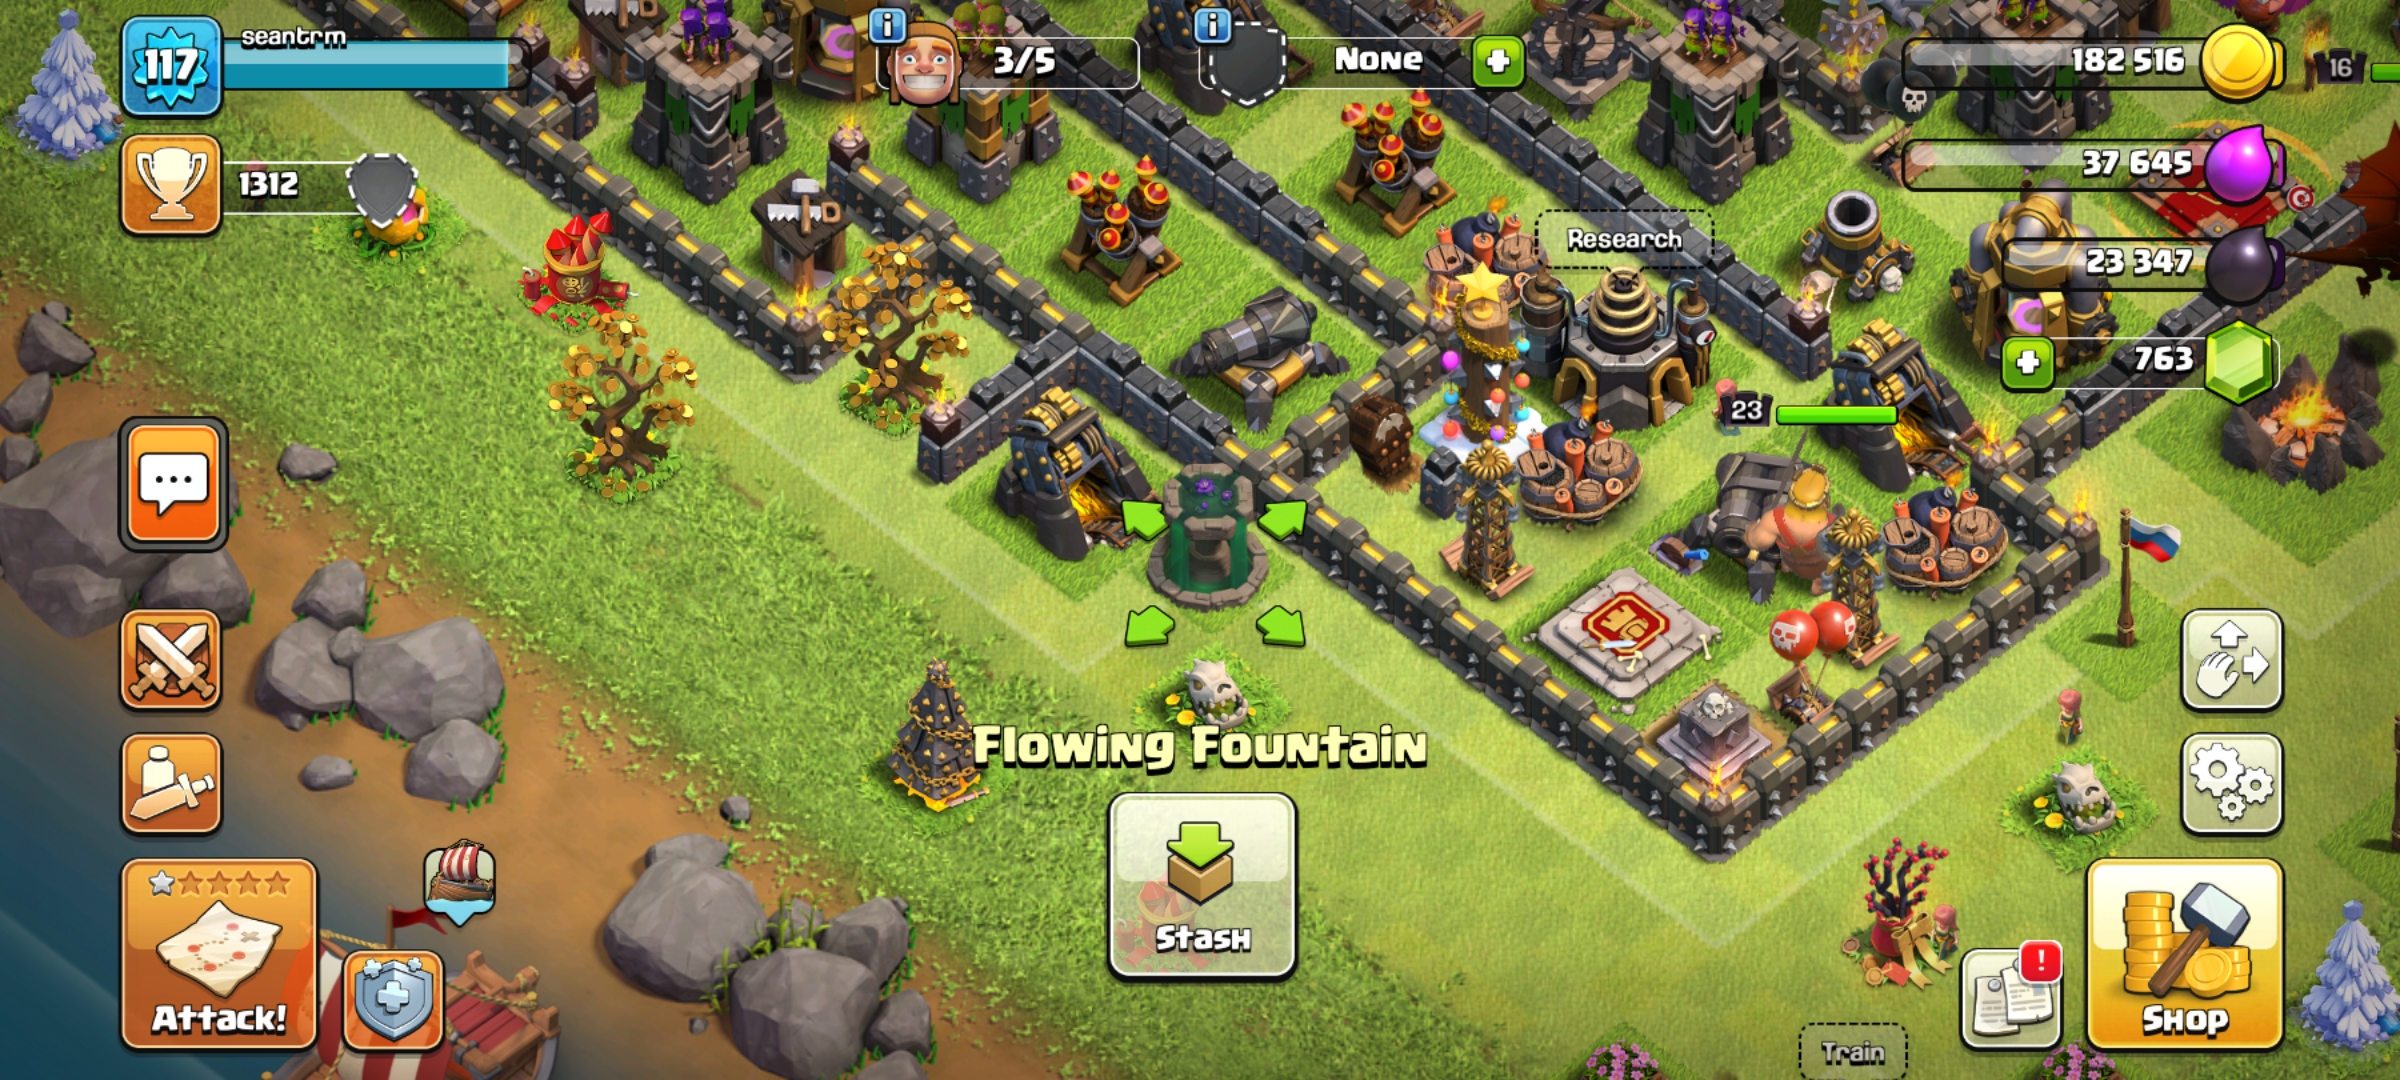 117
seantrm
3/5
None
182 516
16
1312
37 645
Research
23 347
763
23
Flowing Fountain
Stash
Attack!
Shop
Train